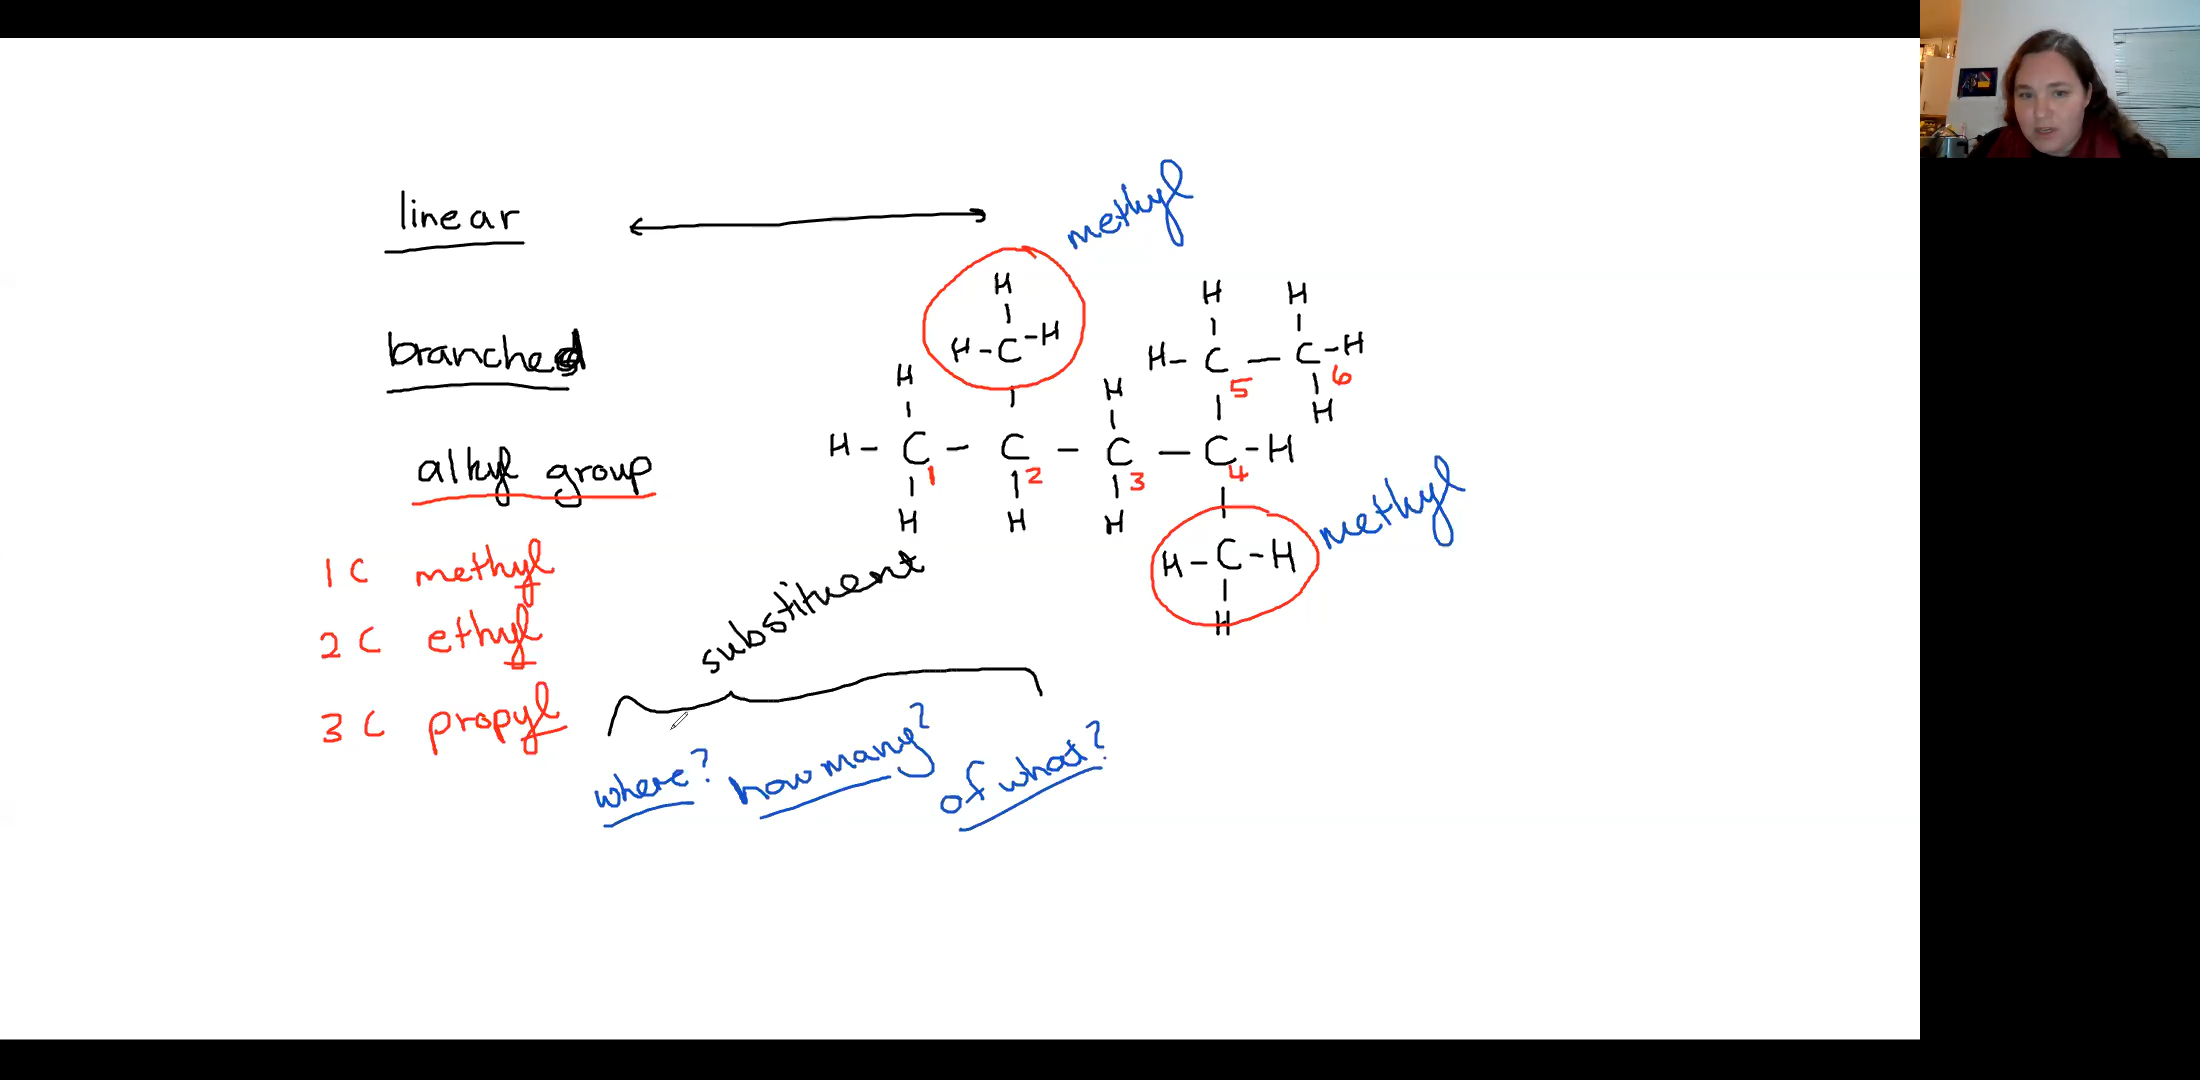 linear
branched
alkyl group
1 C methyl
2 C ethyl
3 C propyl
methyl
H
H - C - H
H H
H - C - C - H
5 6
H H H
H - C - C - C - C - H
1 2 3 4
H H H
methyl
H - C - H
H
substituent
where? how many? of what?